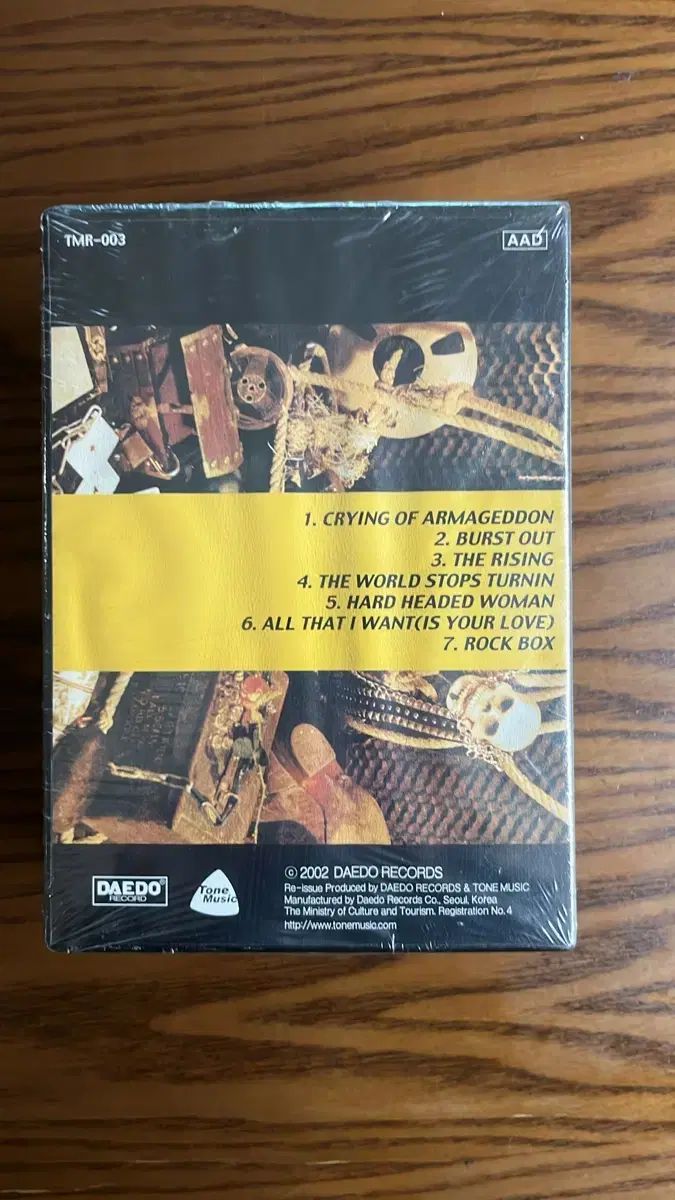 TMR-003
AAD
1. CRYING OF ARMAGEDDON
2. BURST OUT
3. THE RISING
4. THE WORLD STOPS TURNIN
5. HARD HEADED WOMAN
6. ALL THAT I WANT(IS YOUR LOVE)
7. ROCK BOX
DAEDO
RECORD
Tone
Music
© 2002 DAEDO RECORDS
Re-issue Produced by DAEDO RECORDS & TONE MUSIC
Manufactured by Daedo Records Co., Seoul, Korea
The Ministry of Culture and Tourism. Registration No. 4
http://www.tonemusic.com